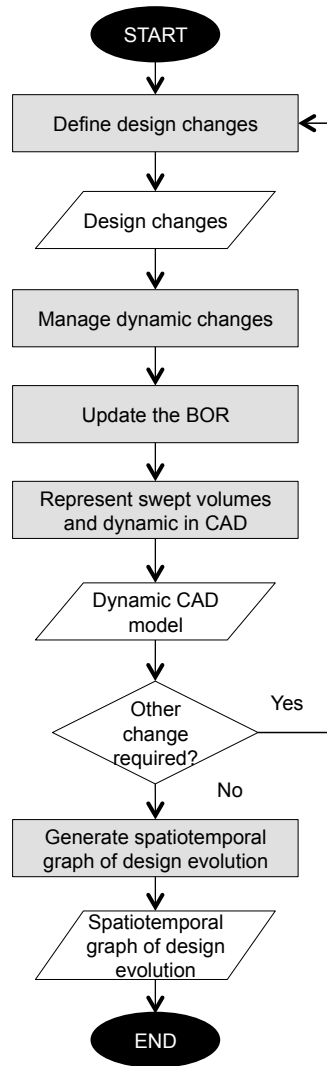 START
Define design changes
Design changes
Manage dynamic changes
Update the BOR
Represent swept volumes
and dynamic in CAD
Dynamic CAD
model
Other
change
required?
Yes
No
Generate spatiotemporal
graph of design evolution
Spatiotemporal
graph of design
evolution
END